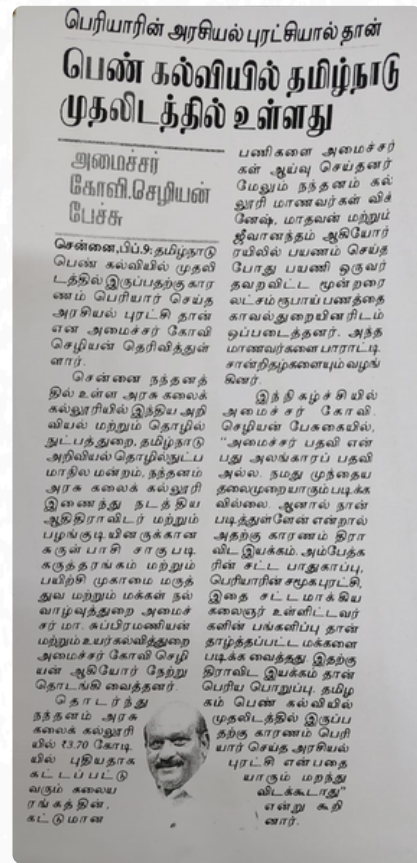 பெரியாரின் அரசியல் புரட்சியால் தான்
பெண் கல்வியில் தமிழ்நாடு
முதலிடத்தில் உள்ளது
அமைச்சர்
கோவி.செழியன்
பேச்சு
சென்னை,பிப்.9;தமிழ்நாடு
பெண் கல்வியில் முதலி
டத்தில் இருப்பதற்கு கார
ணம் பெரியார் செய்த
அரசியல் புரட்சி தான்
என அமைச்சர் கோவி
செழியன் தெரிவித்துள்
ளார்.
சென்னை நந்தனத்
தில் உள்ள அரசு கலைக்
கல்லூரியில் இந்திய அறி
வியல் மற்றும் தொழில்
நுட்பத்துறை, தமிழ்நாடு
அறிவியல் தொழில்நுட்ப
மாநில மன்றம், நந்தனம்
அரசு கலைக் கல்லூரி
இணைந்து நடத்திய
ஆதிதிராவிடர் மற்றும்
பழங்குடியினருக்கான
சுருள்பாசி சாகுபடி
கருத்தரங்கம் மற்றும்
பயிற்சி முகாமை மருத்
துவ மற்றும் மக்கள் நல்
வாழ்வுத்துறை அமைச்
சர் மா. சுப்பிரமணியன்
மற்றும் உயர்கல்வித்துறை
அமைச்சர் கோவி செழி
யன் ஆகியோர் நேற்று
தொடங்கி வைத்தனர்.
தொடர்ந்து
நந்தனம் அரசு
கலைக் கல்லூரி
யில் ₹3.70 கோடி
யில் புதியதாக
கட்டப்பட்டு
வரும் கலைய
ரங்கத்தின்,
கட்டுமான
பணிகளை அமைச்சர்
கள் ஆய்வு செய்தனர்
மேலும் நந்தனம் கல்
லூரி மாணவர்கள் விக்
னேஷ், மாதவன் மற்றும்
ஜீவானந்தம் ஆகியோர்
ரயிலில் பயணம் செய்த
போது பயணி ஒருவர்
தவறவிட்ட மூன்றரை
லட்சம்ரூபாய் பணத்தை
காவல்துறையினரிடம்
ஒப்படைத்தனர். அந்த
மாணவர்களை பாராட்டி
சான்றிதழ்களையும்வழங்
கினர்.
இந்நிகழ்ச்சியில்
அமைச்சர் கோவி.
செழியன் பேசுகையில்,
"அமைச்சர் பதவி என்
பது அலங்காரப் பதவி
அல்ல. நமது முந்தைய
தலைமுறையாரும்படிக்க
வில்லை. ஆனால் நான்
படித்துள்ளேன் என்றால்
அதற்கு காரணம் திரா
விட இயக்கம். அம்பேத்க
ரின் சட்ட பாதுகாப்பு,
பெரியாரின்சமூகபுரட்சி,
இதை சட்டமாக்கிய
கலைஞர் உள்ளிட்டவர்
களின் பங்களிப்பு தான்
தாழ்த்தப்பட்ட மக்களை
படிக்க வைத்தது இதற்கு
திராவிட இயக்கம் தான்
பெரிய பொறுப்பு. தமிழ
கம் பெண் கல்வியில்
முதலிடத்தில் இருப்ப
தற்கு காரணம் பெரி
யார் செய்த அரசியல்
புரட்சி என்பதை
யாரும் மறந்து
விடக்கூடாது"
என்று கூறி
னார்.